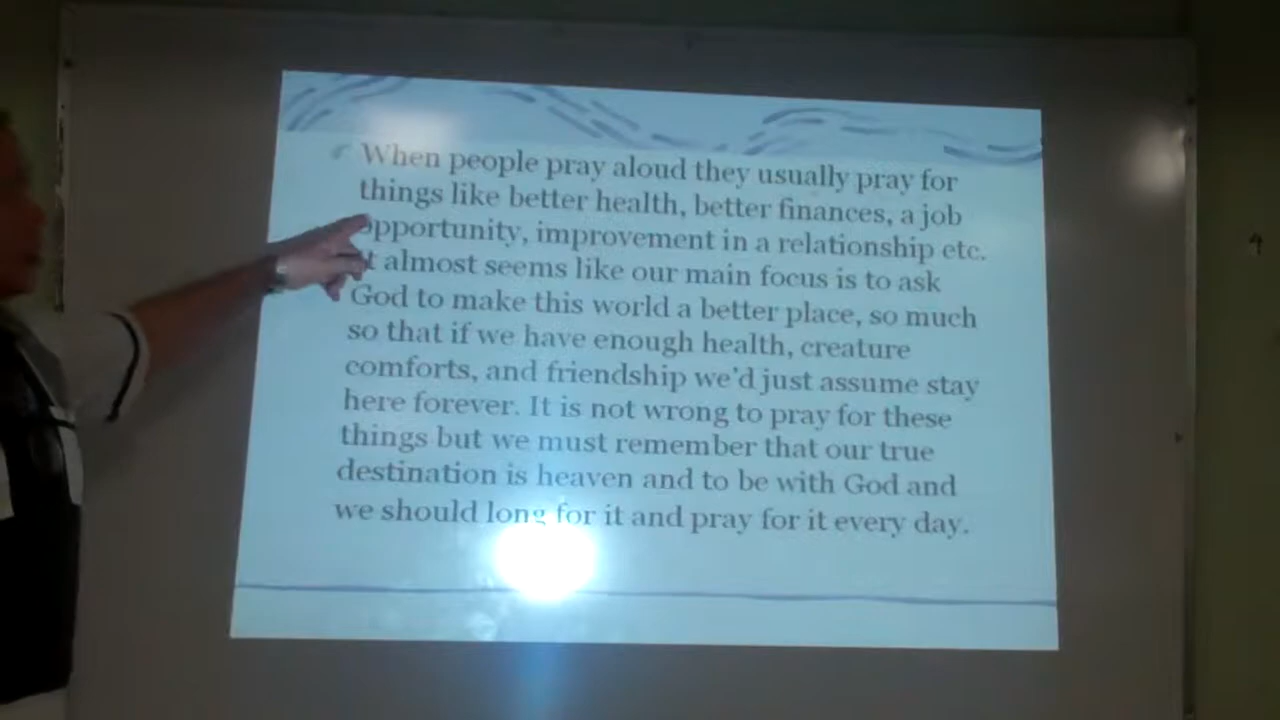 When people pray aloud they usually pray for
things like better health, better finances, a job
opportunity, improvement in a relationship etc.
It almost seems like our main focus is to ask
God to make this world a better place, so much
so that if we have enough health, creature
comforts, and friendship we'd just assume stay
here forever. It is not wrong to pray for these
things but we must remember that our true
destination is heaven and to be with God and
we should long for it and pray for it every day.